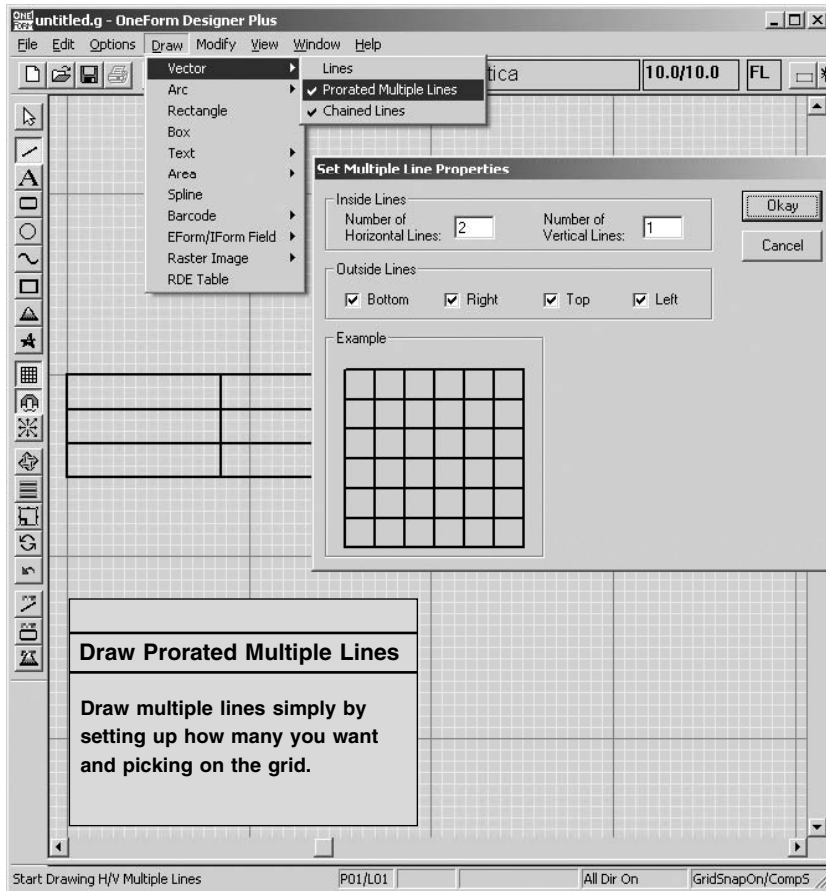 ONE FORM untitled.g - OneForm Designer Plus
File Edit Options Draw Modify View Window Help
tica 10.0/10.0 FL
Vector
Arc
Rectangle
Box
Text
Area
Spline
Barcode
EForm/IForm Field
Raster Image
RDE Table
Lines
Prorated Multiple Lines
Chained Lines
A
Set Multiple Line Properties
Inside Lines
Number of
Horizontal Lines: 2
Number of
Vertical Lines: 1
Okay
Cancel
Outside Lines
Bottom Right Top Left
Example
Draw Prorated Multiple Lines
Draw multiple lines simply by
setting up how many you want
and picking on the grid.
Start Drawing H/V Multiple Lines P01/L01 All Dir On GridSnapOn/CompS